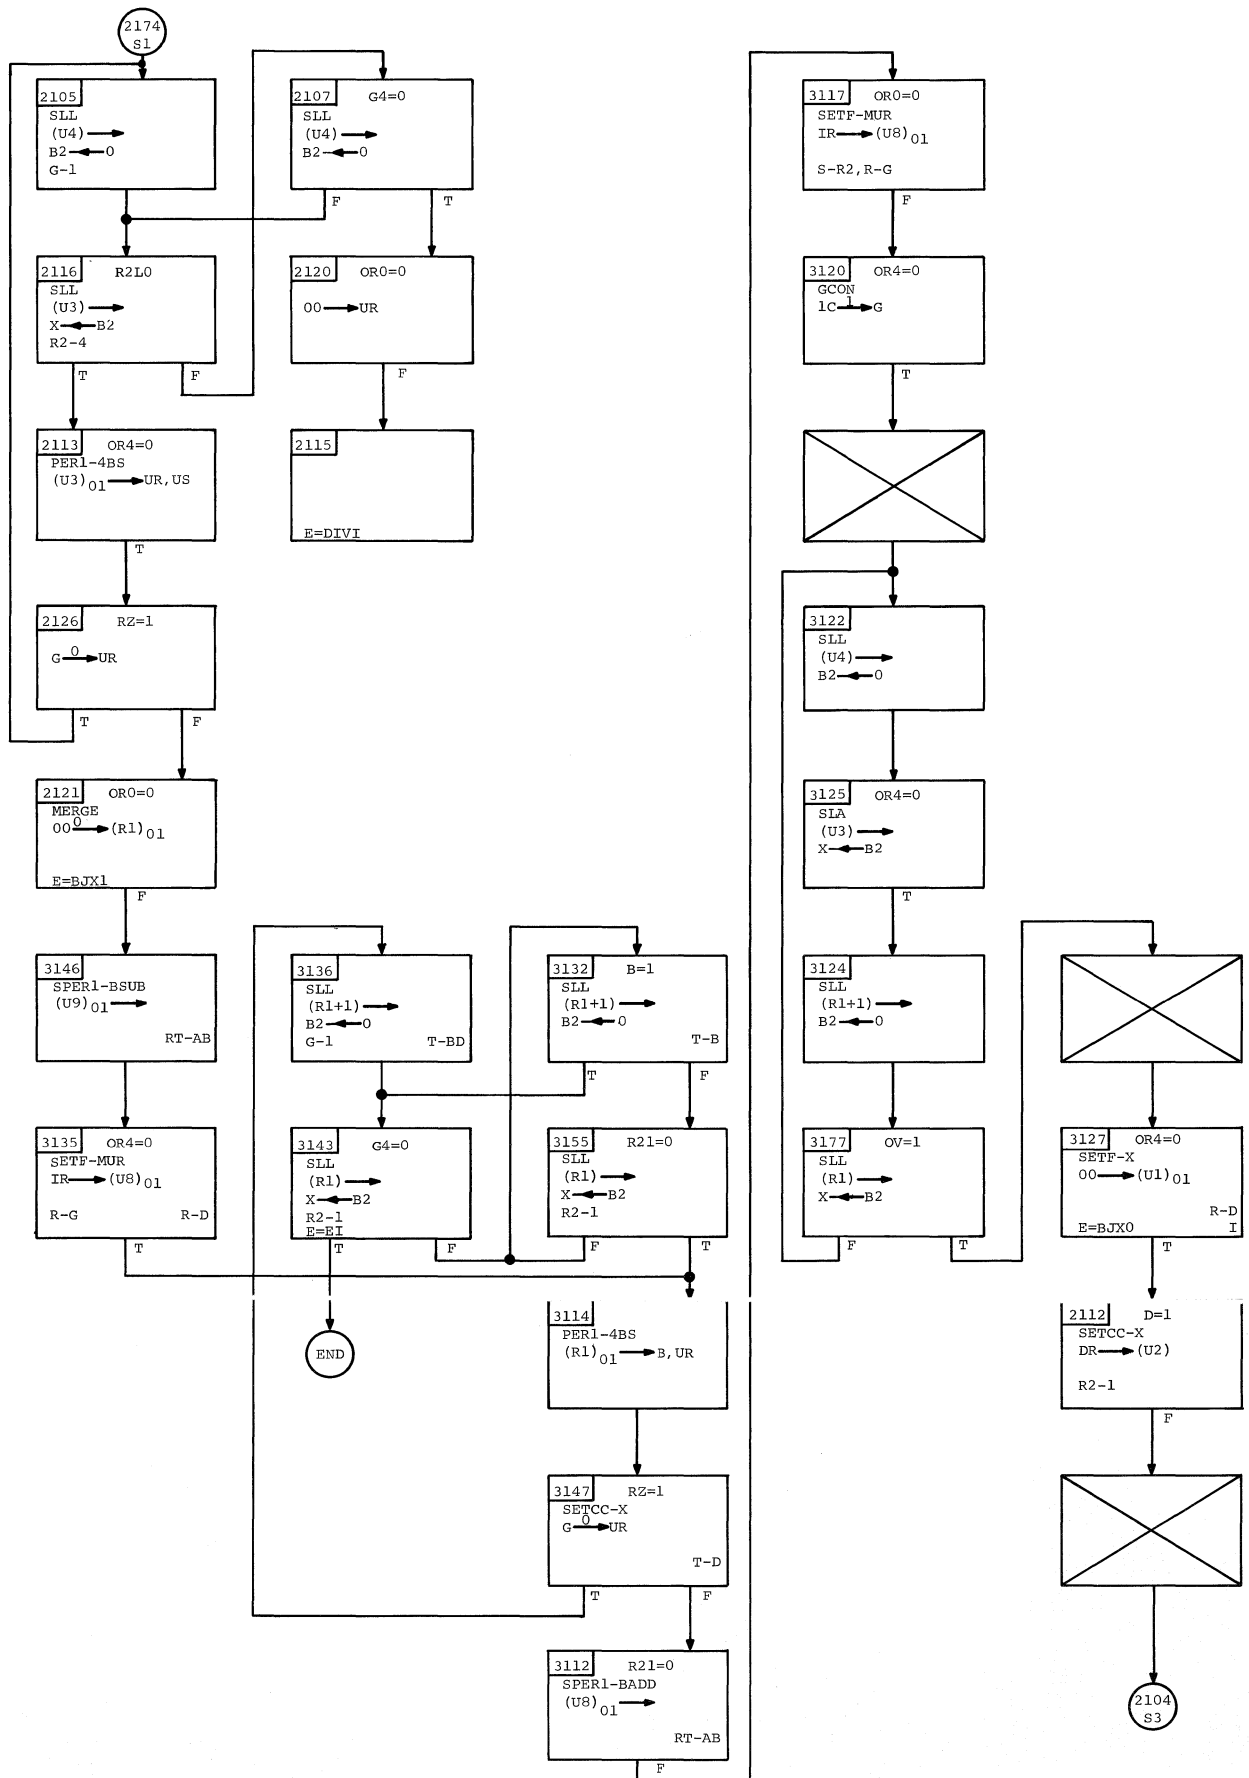 2174
S1
2105
SLL
(U4)
B2 0
G-1
2107 G4=0
SLL
(U4)
B2 0
F T
2116 R2L0
SLL
(U3)
X B2
R2-4
T F
2120 OR0=0
00 UR
F
2113 OR4=0
PER1-4BS
(U3)01 UR,US
T
2115
E=DIVI
2126 RZ=1
G 0 UR
T F
2121 OR0=0
MERGE
00 0 (R1)01
E=BJX1
F
3146
SPER1-BSUB
(U9)01
RT-AB
3135 OR4=0
SETF-MUR
IR (U8)01
R-G R-D
T
3136
SLL
(R1+1)
B2 0
G-1 T-BD
3132 B=1
SLL
(R1+1)
B2 0
T-B
T F
3143 G4=0
SLL
(R1)
X B2
R2-1
E=EI
T F
3155 R21=0
SLL
(R1)
X B2
R2-1
F T
END
3114
PER1-4BS
(R1)01 B,UR
3147 RZ=1
SETCC-X
G 0 UR
T-D
T F
3112 R21=0
SPER1-BADD
(U8)01
RT-AB
F
3117 OR0=0
SETF-MUR
IR (U8)01
S-R2,R-G
F
3120 OR4=0
GCON
1C 1 G
T
3122
SLL
(U4)
B2 0
3125 OR4=0
SLA
(U3)
X B2
T
3124
SLL
(R1+1)
B2 0
3177 OV=1
SLL
(R1)
X B2
F T
3127 OR4=0
SETF-X
00 (U1)01
R-D
E=BJX0 I
T
2112 D=1
SETCC-X
DR (U2)
R2-1
F
2104
S3